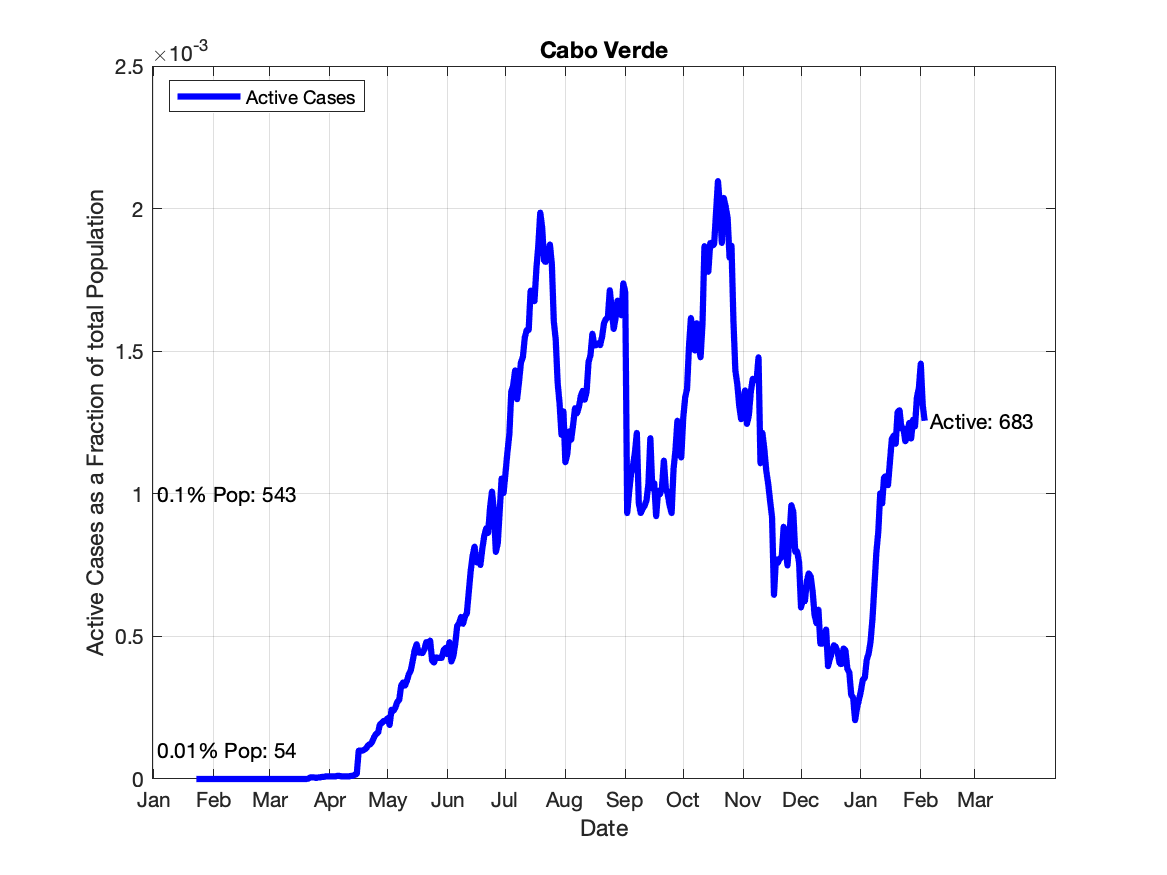 Cabo Verde
×10-3
2.5
2
1.5
1
0.5
0
Active Cases
Active: 683
0.1% Pop: 543
0.01% Pop: 54
Active Cases as a Fraction of total Population
Jan Feb Mar Apr May Jun Jul Aug Sep Oct Nov Dec Jan Feb Mar
Date